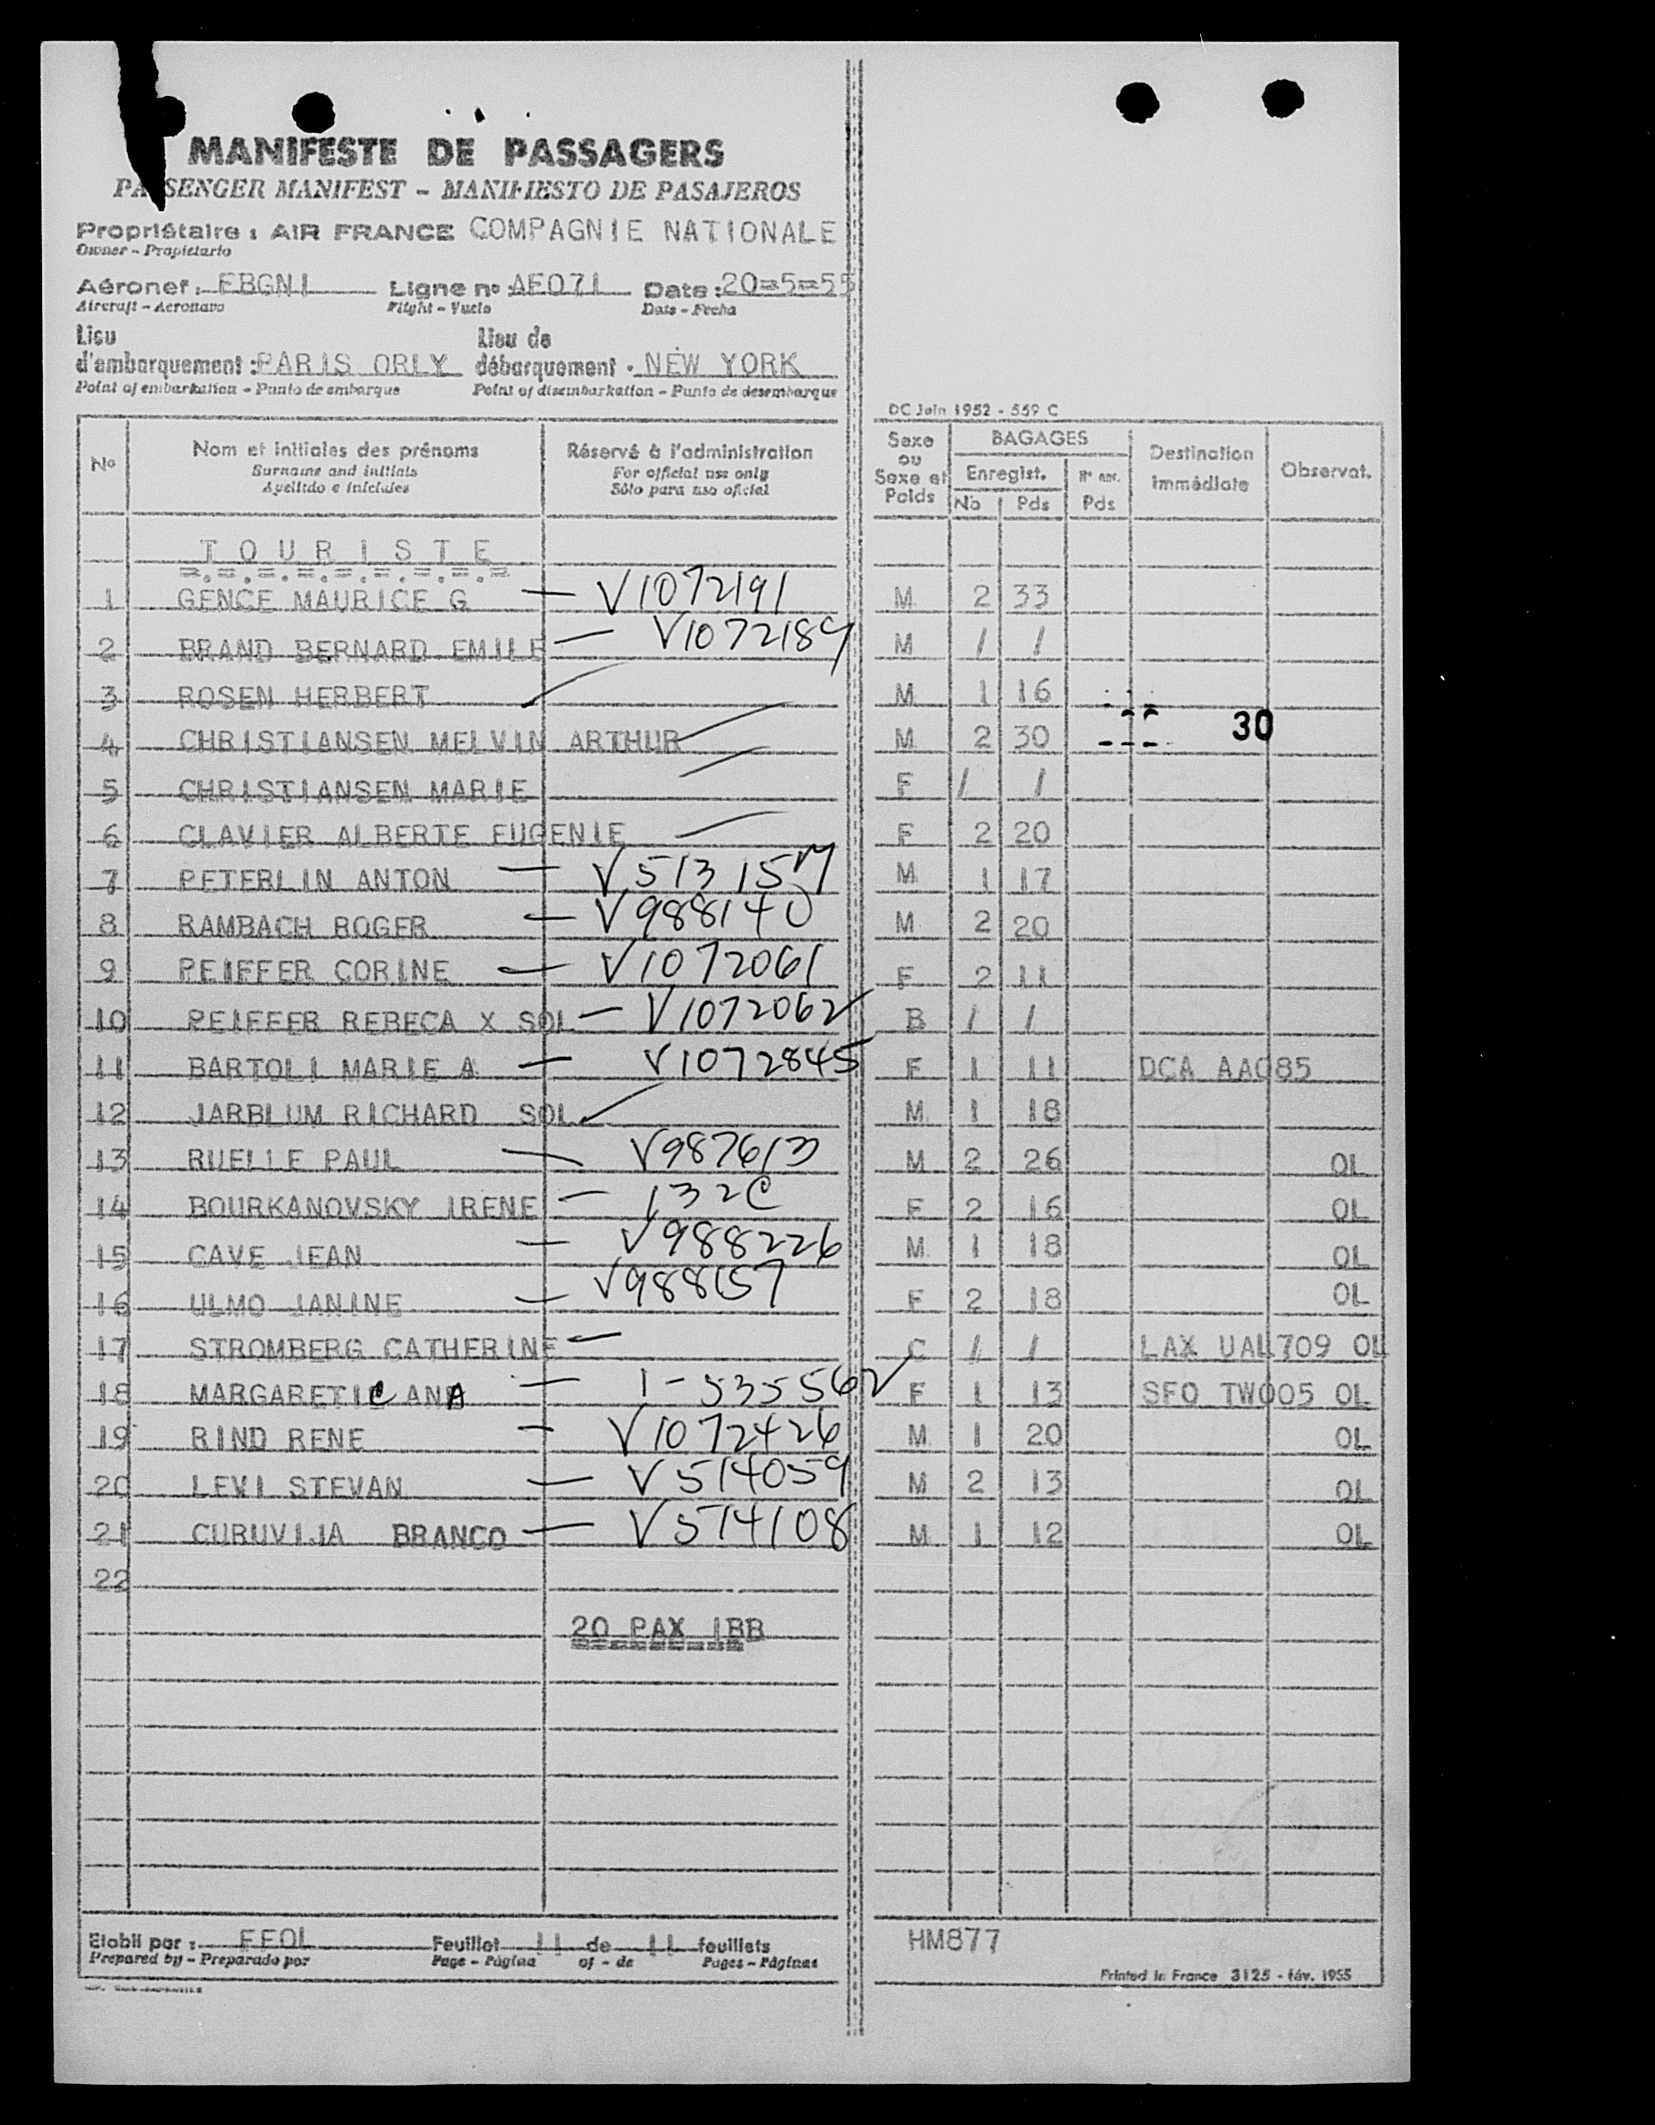 MANIFESTE DE PASSAGERS
PASSENGER MANIFEST - MANIFIESTO DE PASAJEROS
Propriétaire : AIR FRANCE COMPAGNIE NATIONALE
Owner - Propietario
Aéronef : FBGNI Ligne no : AF071 Date : 20=5=55
Aircraft - Aeronave Flight - Vuelo Date - Fecha
Lieu Lieu de
d'embarquement : PARIS ORLY débarquement . NEW YORK
Point of embarkation - Punto de embarque Point of disembarkation - Punto de desembarque
DC Juin 1952 - 559 C
No Nom et initiales des prénoms Réservé à l'administration Sexe ou Sexe et Poids BAGAGES Destination immédiate Observat.
Surname and initials For official use only Enregist.
Apellido e iniciales Sólo para uso oficial No Pds Pds
T O U R I S T E
=.=.=.=.=.=.=.=.=
1 GENCE MAURICE G — V1072191 M 2 33
2 BRAND BERNARD EMILE — V1072189 M / /
3 ROSEN HERBERT M 1 16
30
4 CHRISTIANSEN MELVIN ARTHUR M 2 30
5 CHRISTIANSEN MARIE F / /
6 CLAVIER ALBERTE EUGENIE F 2 20
7 PETERLIN ANTON — M 1 17
8 RAMBACH ROGER — V988140 M 2 20
9 PEIFFER CORINE — V1072061 F 2 11
10 PEIFFER REBECA X SOL — V1072062 B / /
11 BARTOLI MARIE A — V1072845 F 1 11 DCA AA085
12 JARBLUM RICHARD SOL M 1 18
13 RUELLE PAUL — V987613 M 2 26 OL
14 BOURKANOVSKY IRENE — 132C F 2 16 OL
15 CAVE JEAN — V988226 M 1 18 OL
16 ULMO JANINE — V988157 F 2 18 OL
17 STROMBERG CATHERINE — C / / LAX UAL709 OL
18 MARGARETIC ANA — 1-535562 F 1 13 SFO TW005 OL
19 RIND RENE — V1072426 M 1 20 OL
20 LEVI STEVAN — V514059 M 2 13 OL
21 CURUVIJA BRANCO — V514108 M 1 12 OL
22
20 PAX 1BB
Etabli par : FFOL Feuillet 11 de 11 feuillets HM877
Prepared by - Preparado por Page - Página of - de Pages - Páginas
Printed in France 3125 - fév. 1955